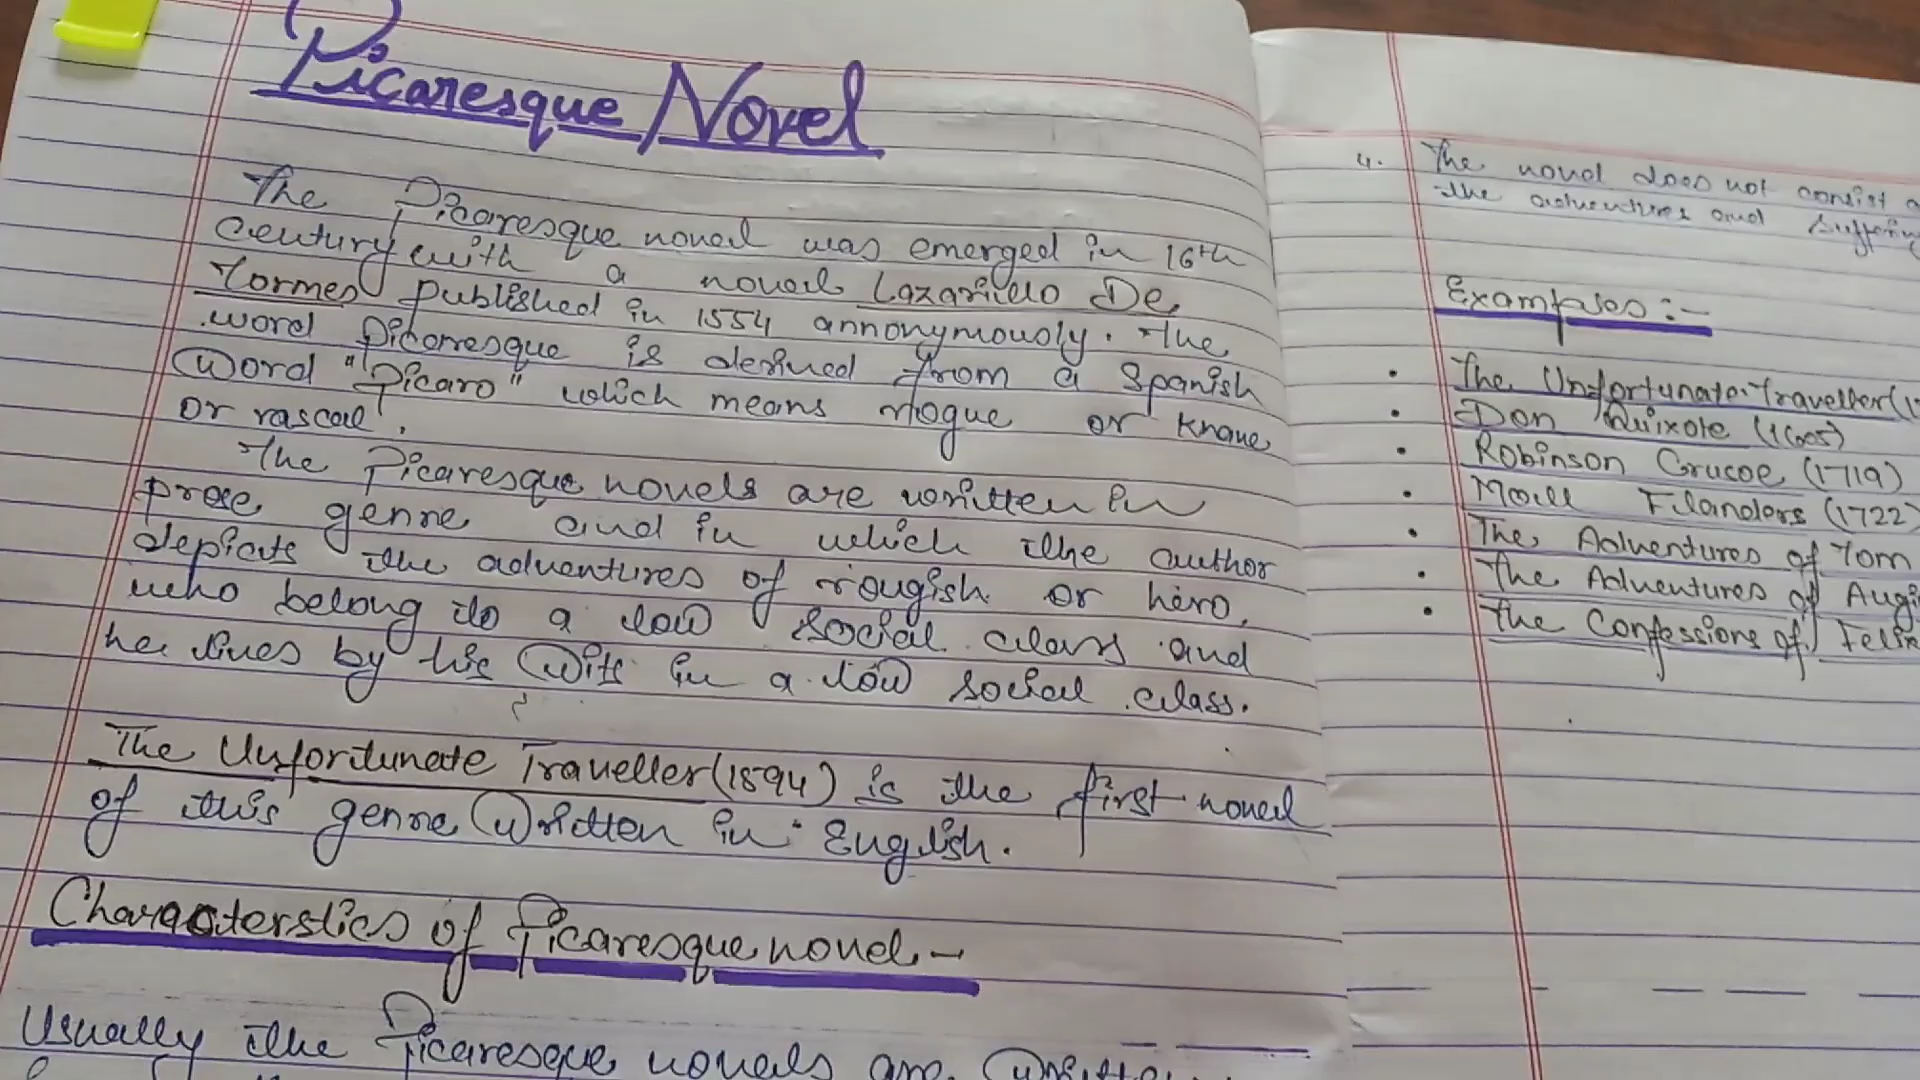 Picaresque Novel
The Picaresque novel was emerged in 16th
century with a novel Lazarillo De
Tormes published in 1554 annonymously. The
word Picaresque is derived from a Spanish
word "Picaro" which means rogue or knave
or rascal.
The Picaresque novels are written in
prose genre and in which the author
depicts the adventures of rougish or hero,
who belong to a low social class and
he lives by his wits in a low social class.
The Unfortunate Traveller (1594) is the first novel
of this genre written in English.
Characterstics of Picaresque novel -
Usually the Picaresque novels are
4. The novel does not consist
the adventures and
Examples :-
The Unfortunate Traveller (1
Don Quixote (1605)
Robinson Crusoe (1719)
Moll Flanders (1722)
The Adventures of Tom
The Adventures of Augi
The Confessions of Felix